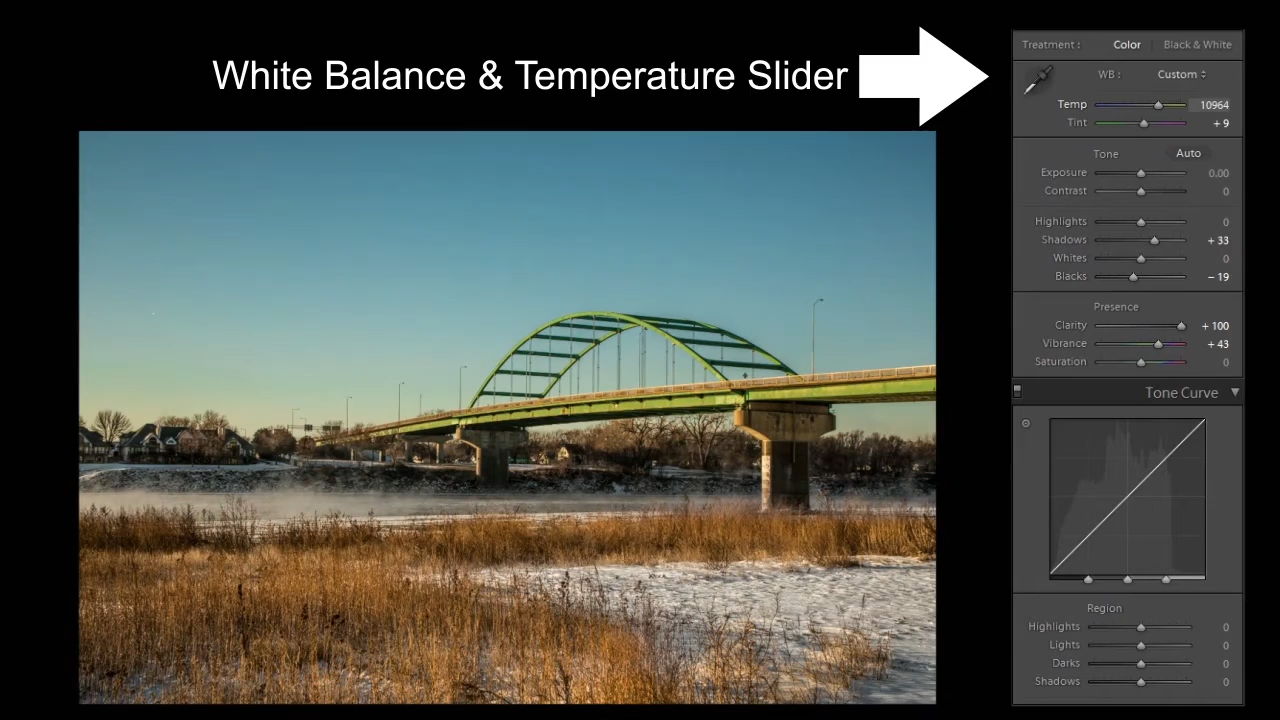 White Balance & Temperature Slider
Treatment : Color Black & White
WB : Custom
Temp 10964
Tint + 9
Tone Auto
Exposure 0.00
Contrast 0
Highlights 0
Shadows + 33
Whites 0
Blacks – 19
Presence
Clarity + 100
Vibrance + 43
Saturation 0
Tone Curve
Region
Highlights 0
Lights 0
Darks 0
Shadows 0